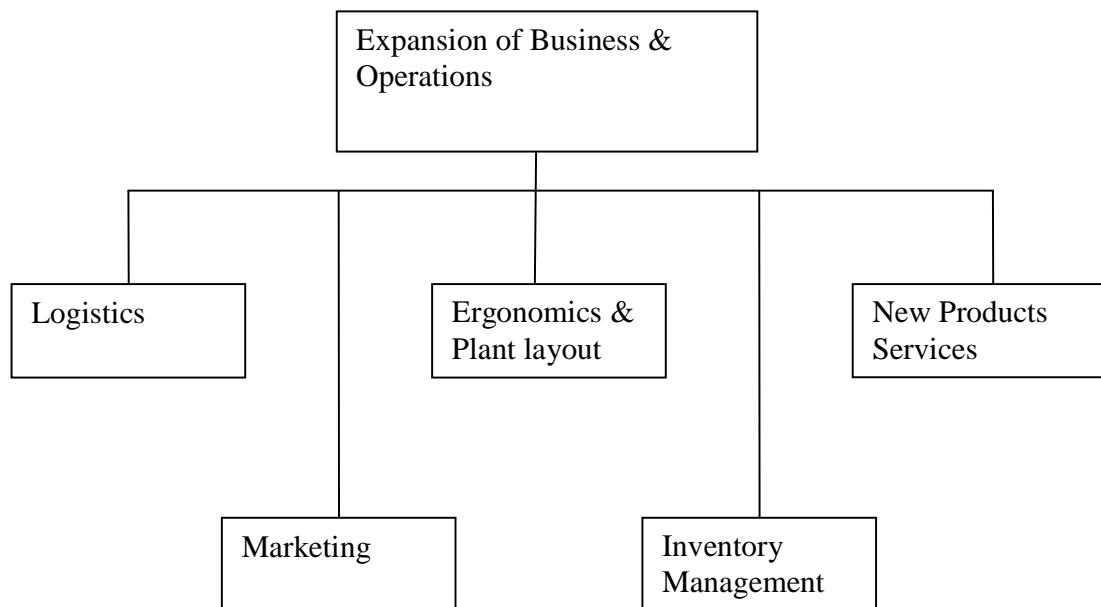 Expansion of Business &
Operations
Logistics
Ergonomics &
Plant layout
New Products
Services
Marketing
Inventory
Management